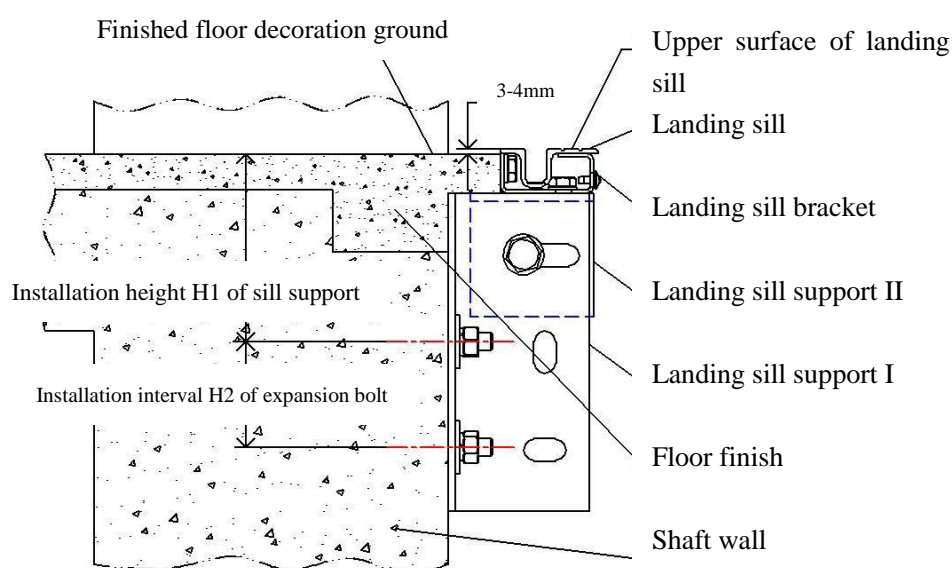 Finished floor decoration ground
Upper surface of landing
sill
3-4mm
Landing sill
Landing sill bracket
Installation height H1 of sill support
Landing sill support II
Landing sill support I
Installation interval H2 of expansion bolt
Floor finish
Shaft wall